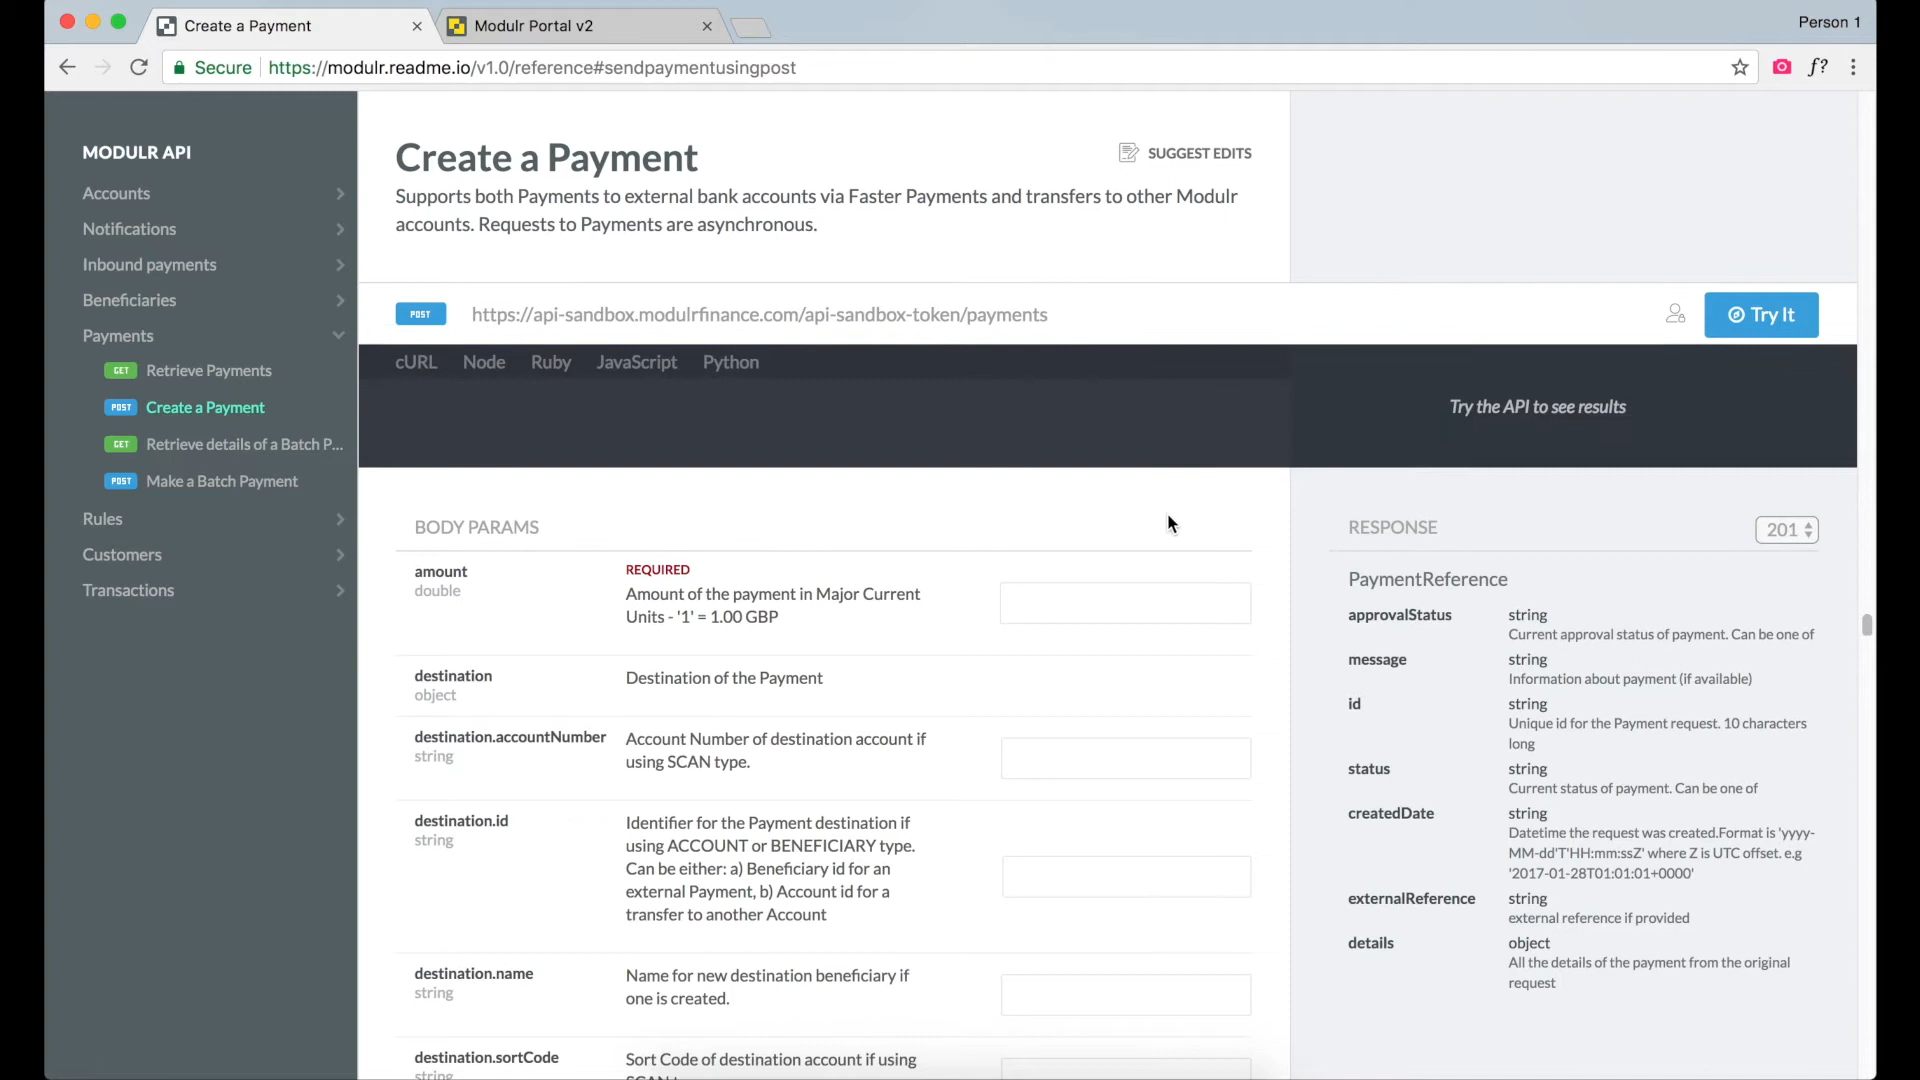 Create a Payment
Modulr Portal v2
Person 1
Secure
https://modulr.readme.io/v1.0/reference#sendpaymentusingpost
f?
MODULR API
Accounts
Notifications
Inbound payments
Beneficiaries
Payments
GET Retrieve Payments
POST Create a Payment
GET Retrieve details of a Batch P...
POST Make a Batch Payment
Rules
Customers
Transactions
Create a Payment
SUGGEST EDITS
Supports both Payments to external bank accounts via Faster Payments and transfers to other Modulr
accounts. Requests to Payments are asynchronous.
POST https://api-sandbox.modulrfinance.com/api-sandbox-token/payments
Try It
cURL Node Ruby JavaScript Python
Try the API to see results
BODY PARAMS
amount
double
REQUIRED
Amount of the payment in Major Current
Units - '1' = 1.00 GBP
destination
object
Destination of the Payment
destination.accountNumber
string
Account Number of destination account if
using SCAN type.
destination.id
string
Identifier for the Payment destination if
using ACCOUNT or BENEFICIARY type.
Can be either: a) Beneficiary id for an
external Payment, b) Account id for a
transfer to another Account
destination.name
string
Name for new destination beneficiary if
one is created.
destination.sortCode
string
Sort Code of destination account if using
RESPONSE
201
PaymentReference
approvalStatus
string
Current approval status of payment. Can be one of
message
string
Information about payment (if available)
id
string
Unique id for the Payment request. 10 characters
long
status
string
Current status of payment. Can be one of
createdDate
string
Datetime the request was created.Format is 'yyyy-
MM-dd'T'HH:mm:ssZ' where Z is UTC offset. e.g
'2017-01-28T01:01:01+0000'
externalReference
string
external reference if provided
details
object
All the details of the payment from the original
request